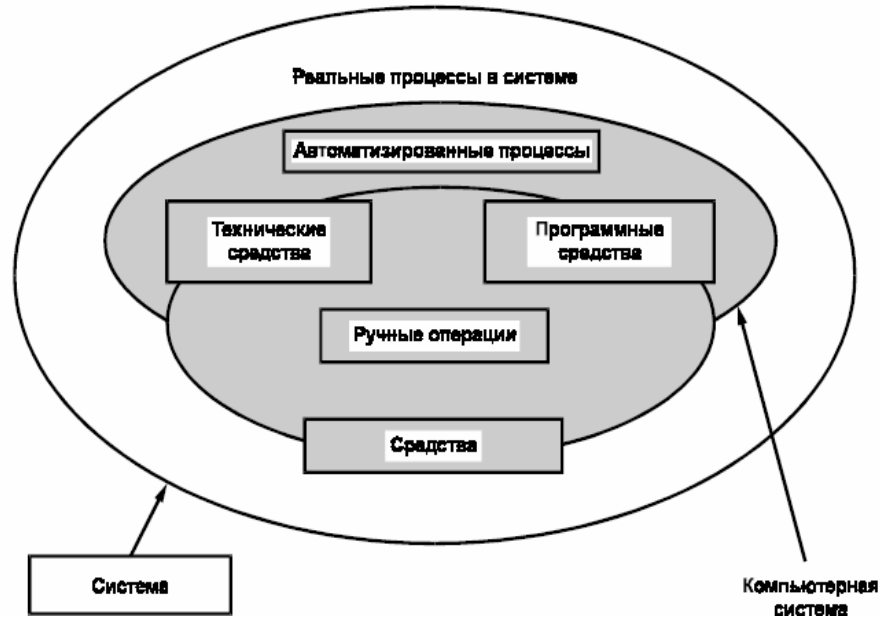 Реальные процессы в системе
Автоматизированные процессы
Технические
средства
Программные
средства
Ручные операции
Средства
Система
Компьютерная
система